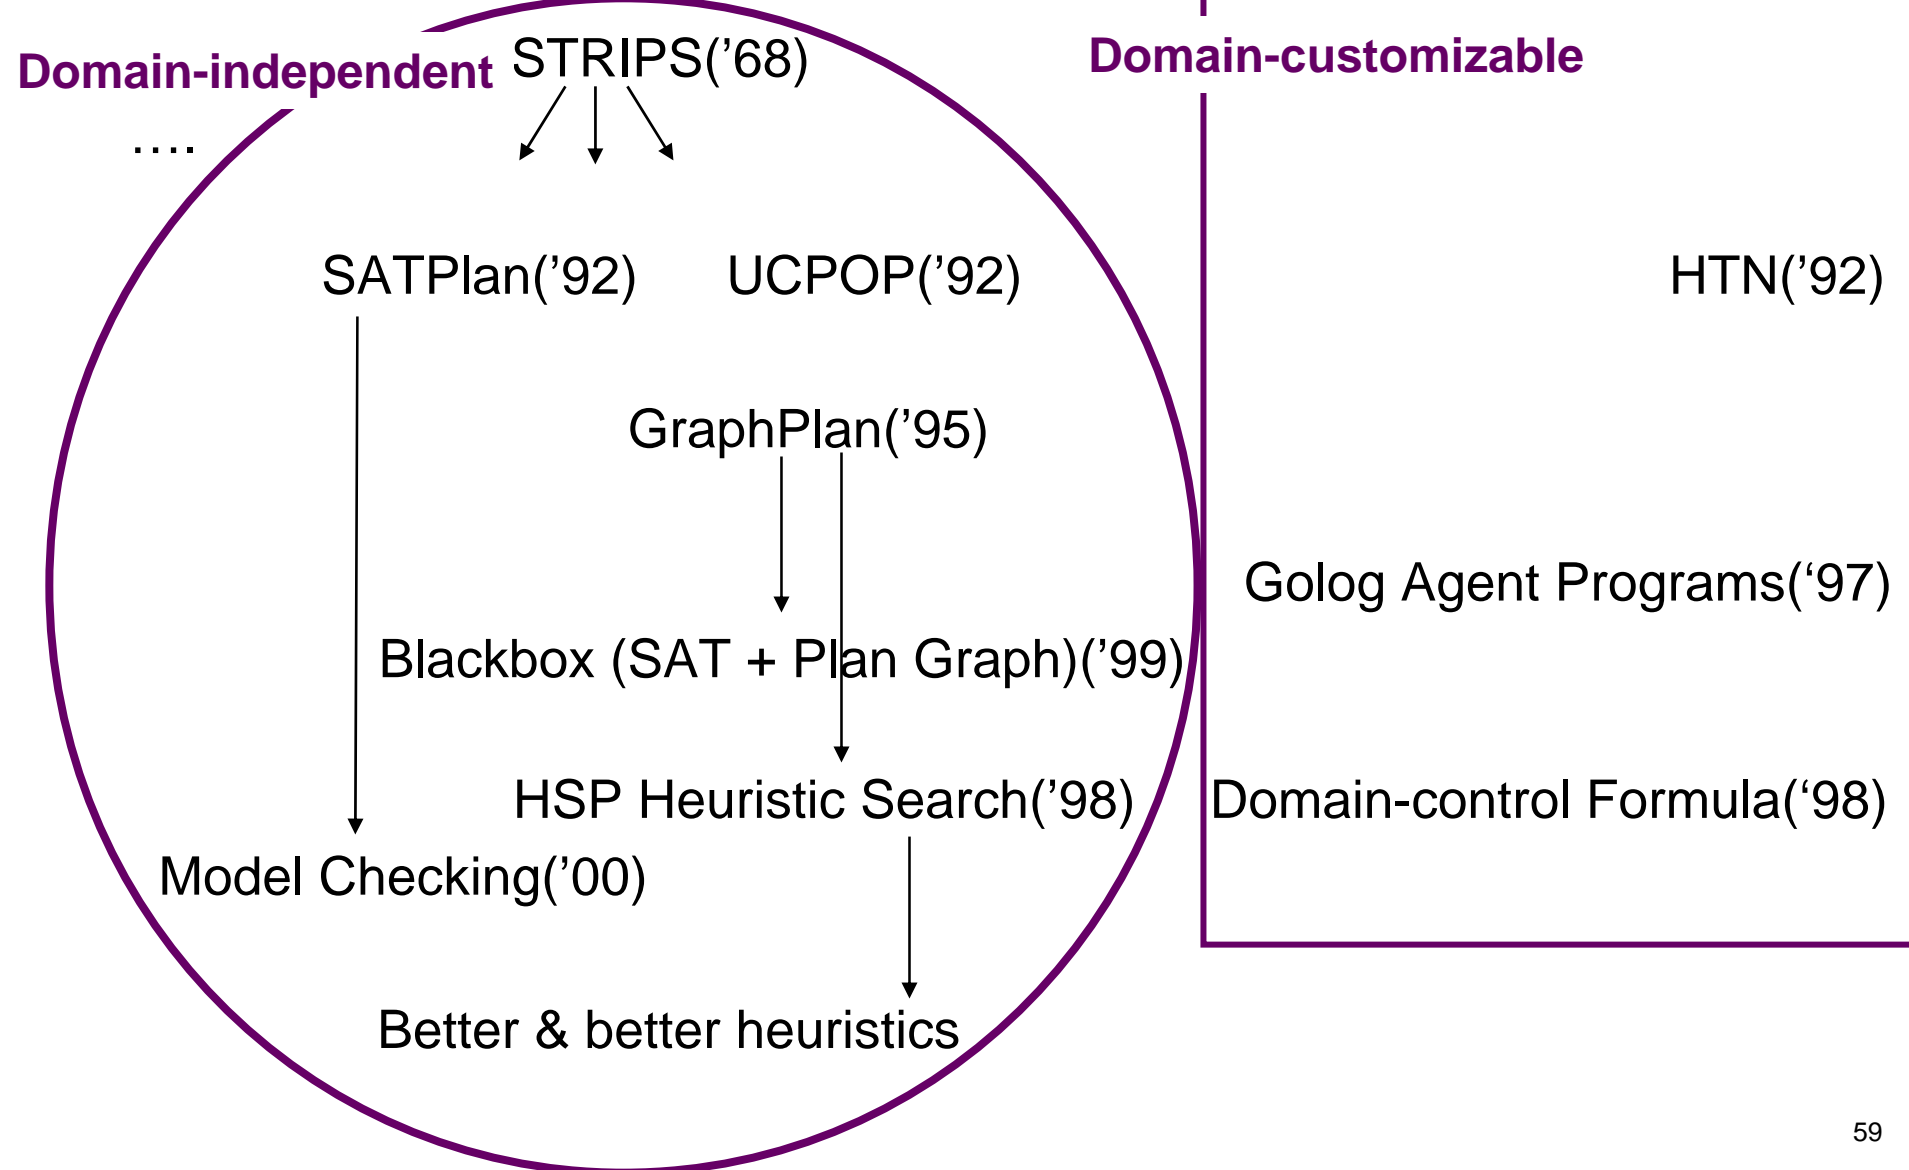 Domain-independent
STRIPS(’68)
Domain-customizable
….
SATPlan(’92)
UCPOP(’92)
HTN(’92)
GraphPlan(’95)
Golog Agent Programs(‘97)
Blackbox (SAT + Plan Graph)(’99)
HSP Heuristic Search(’98)
Domain-control Formula(‘98)
Model Checking(’00)
Better & better heuristics
59